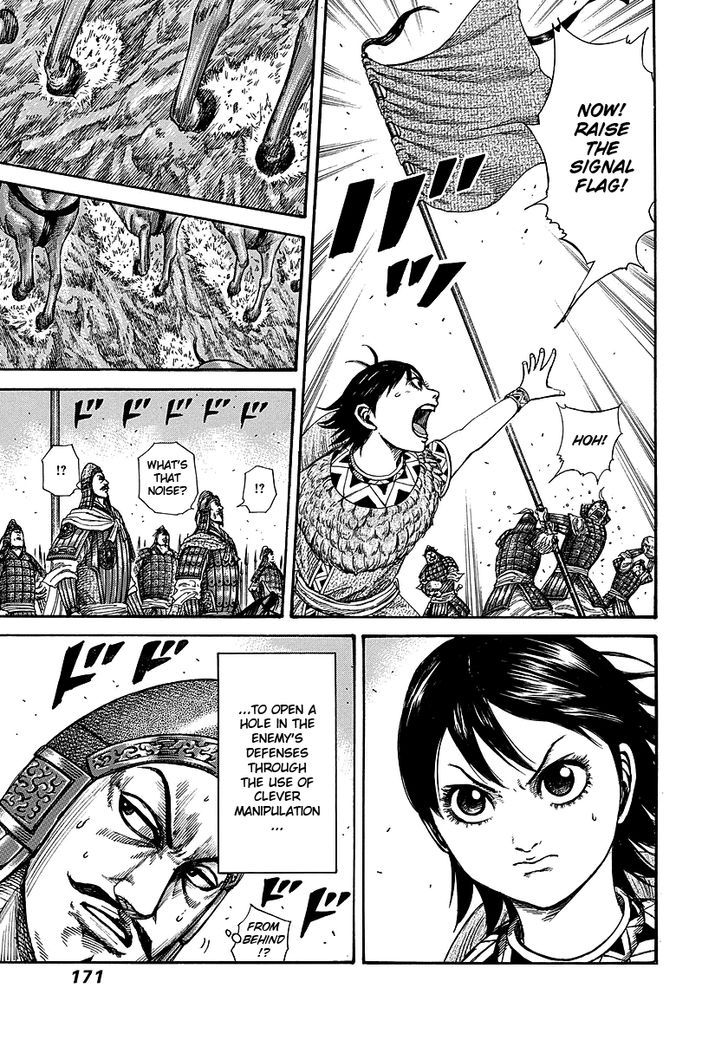 NOW!
RAISE
THE
SIGNAL
FLAG!
ドド
HOH!
ドドドドド
!?
WHAT'S
THAT
NOISE?
!?
...TO OPEN A
HOLE IN THE
ENEMY'S
DEFENSES
THROUGH
THE USE OF
CLEVER
MANIPULATION
...
ドドド
ドド
FROM
BEHIND
!?
171